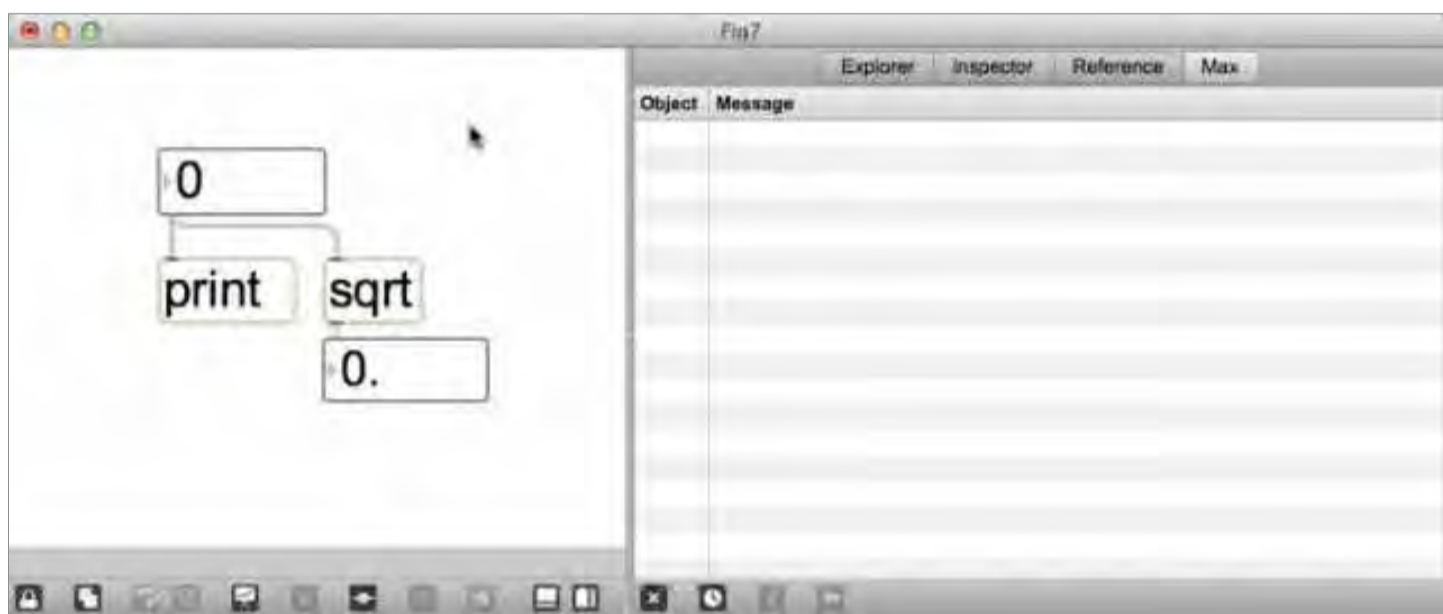 Fig7
Explorer Inspector Reference Max
Object Message
0
print sqrt
0.